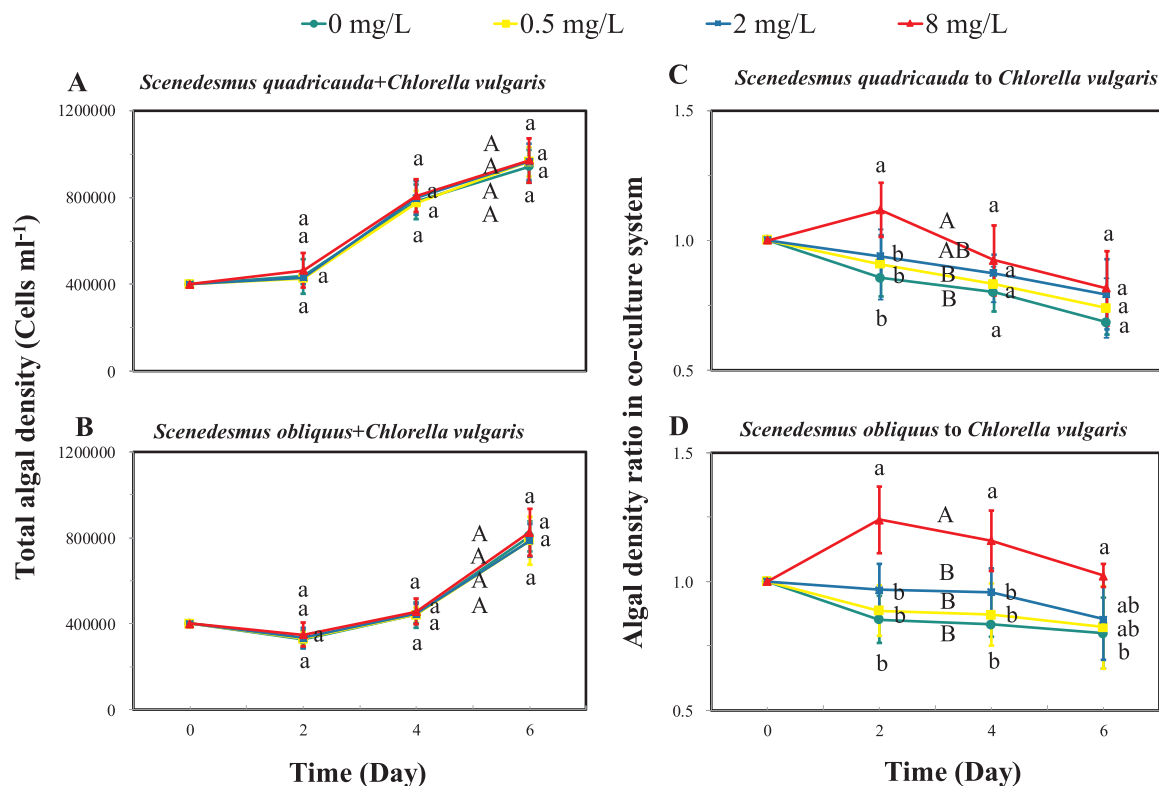 0 mg/L 0.5 mg/L 2 mg/L 8 mg/L
A
Scenedesmus quadricauda+Chlorella vulgaris
1200000
800000
400000
0
a
a
a
a
a
a
a
a
a
a
a
a
A
A
A
A
B
Scenedesmus obliquus+Chlorella vulgaris
1200000
800000
400000
0
a
a
a
a
a
a
a
a
a
a
a
a
A
A
A
A
0 2 4 6
Time (Day)
Total algal density (Cells ml-1)
C
Scenedesmus quadricauda to Chlorella vulgaris
1.5
1.0
0.5
a
b
b
b
A
AB
B
B
a
a
a
a
a
a
a
a
D
Scenedesmus obliquus to Chlorella vulgaris
1.5
1.0
0.5
a
b
b
b
A
B
B
B
a
b
b
b
a
ab
ab
b
0 2 4 6
Time (Day)
Algal density ratio in co-culture system